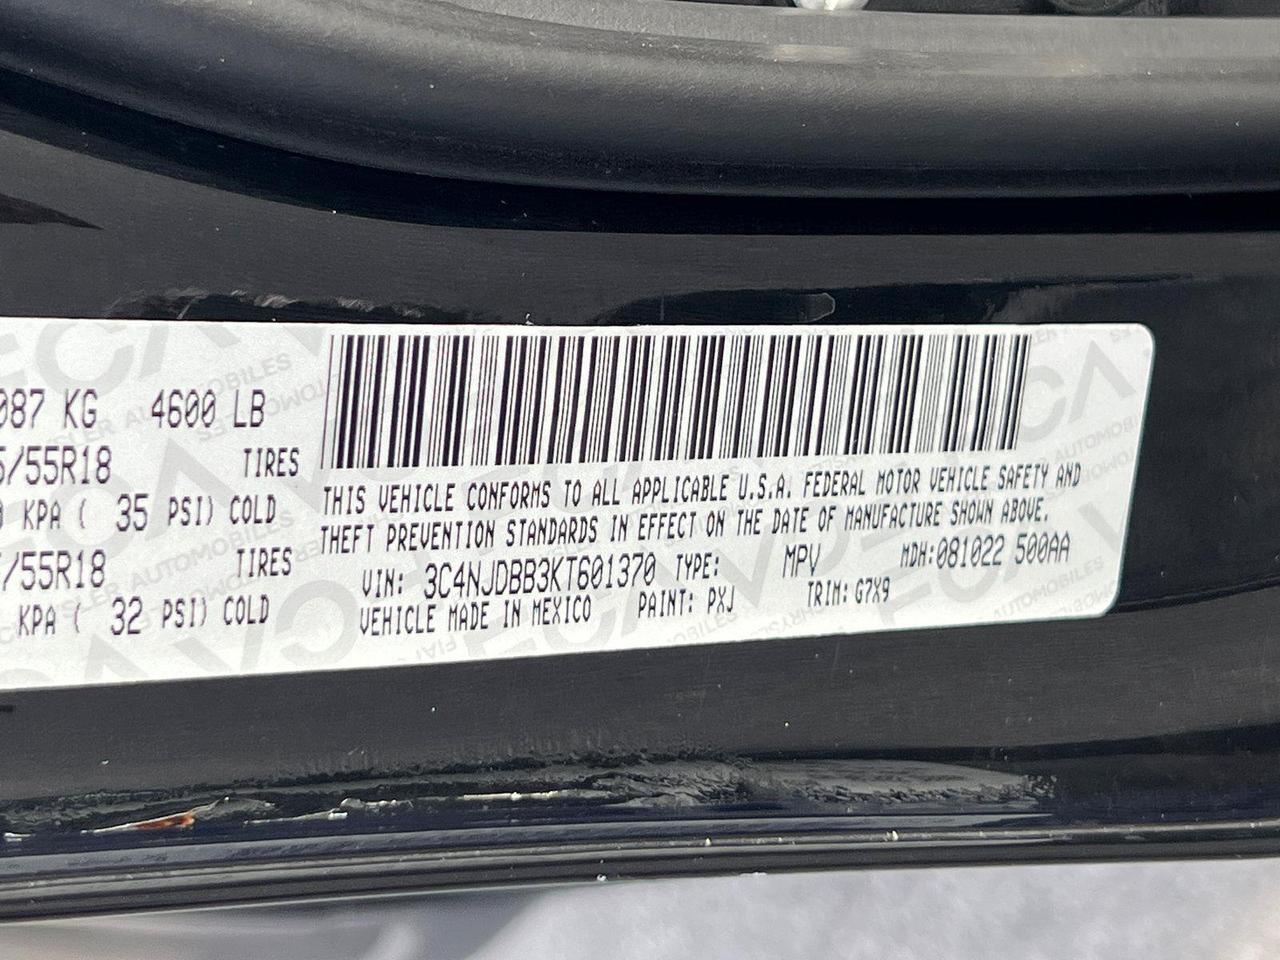 087 KG 4600 LB
/55R18 TIRES
KPA ( 35 PSI) COLD
/55R18 TIRES
KPA ( 32 PSI) COLD
THIS VEHICLE CONFORMS TO ALL APPLICABLE U.S.A. FEDERAL MOTOR VEHICLE SAFETY AND
THEFT PREVENTION STANDARDS IN EFFECT ON THE DATE OF MANUFACTURE SHOWN ABOVE.
VIN: 3C4NJDBB3KT601370 TYPE: MPV MDH:081022 500AA
VEHICLE MADE IN MEXICO PAINT: PXJ TRIM: G7X9